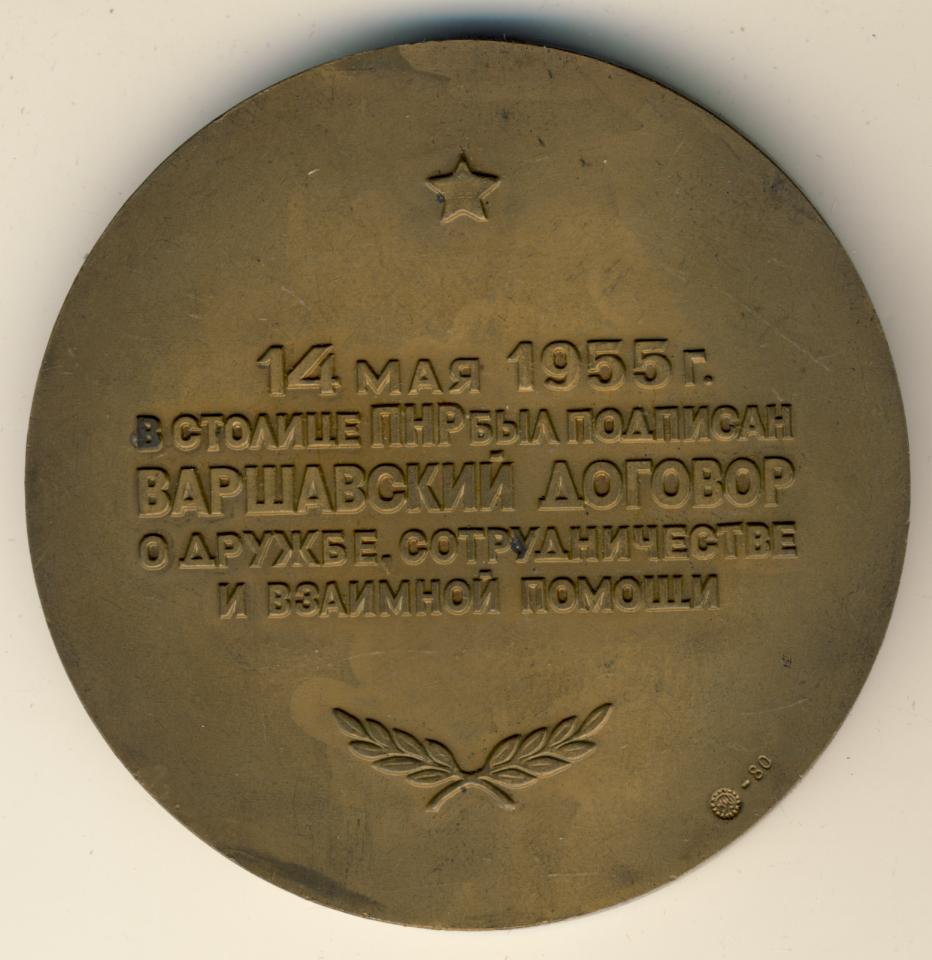 14 МАЯ 1955 г.
В СТОЛИЦЕ ПНР БЫЛ ПОДПИСАН
ВАРШАВСКИЙ ДОГОВОР
О ДРУЖБЕ, СОТРУДНИЧЕСТВЕ
И ВЗАИМНОЙ ПОМОЩИ
-80